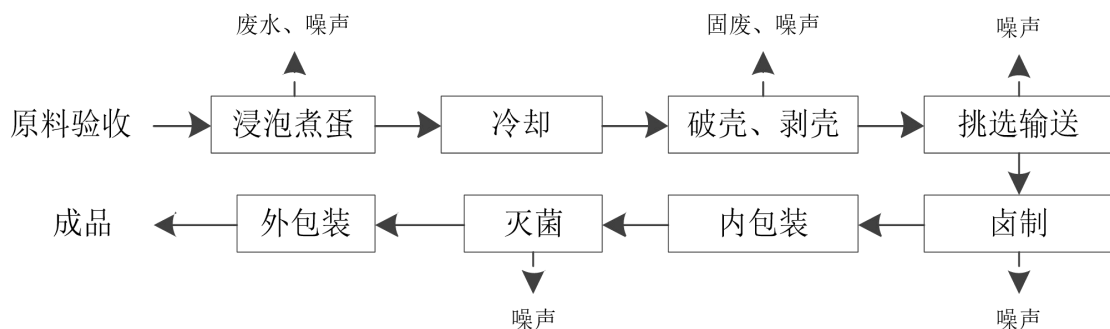 废水、噪声
固废、噪声
噪声
原料验收
浸泡煮蛋
冷却
破壳、剥壳
挑选输送
成品
外包装
灭菌
内包装
卤制
噪声
噪声